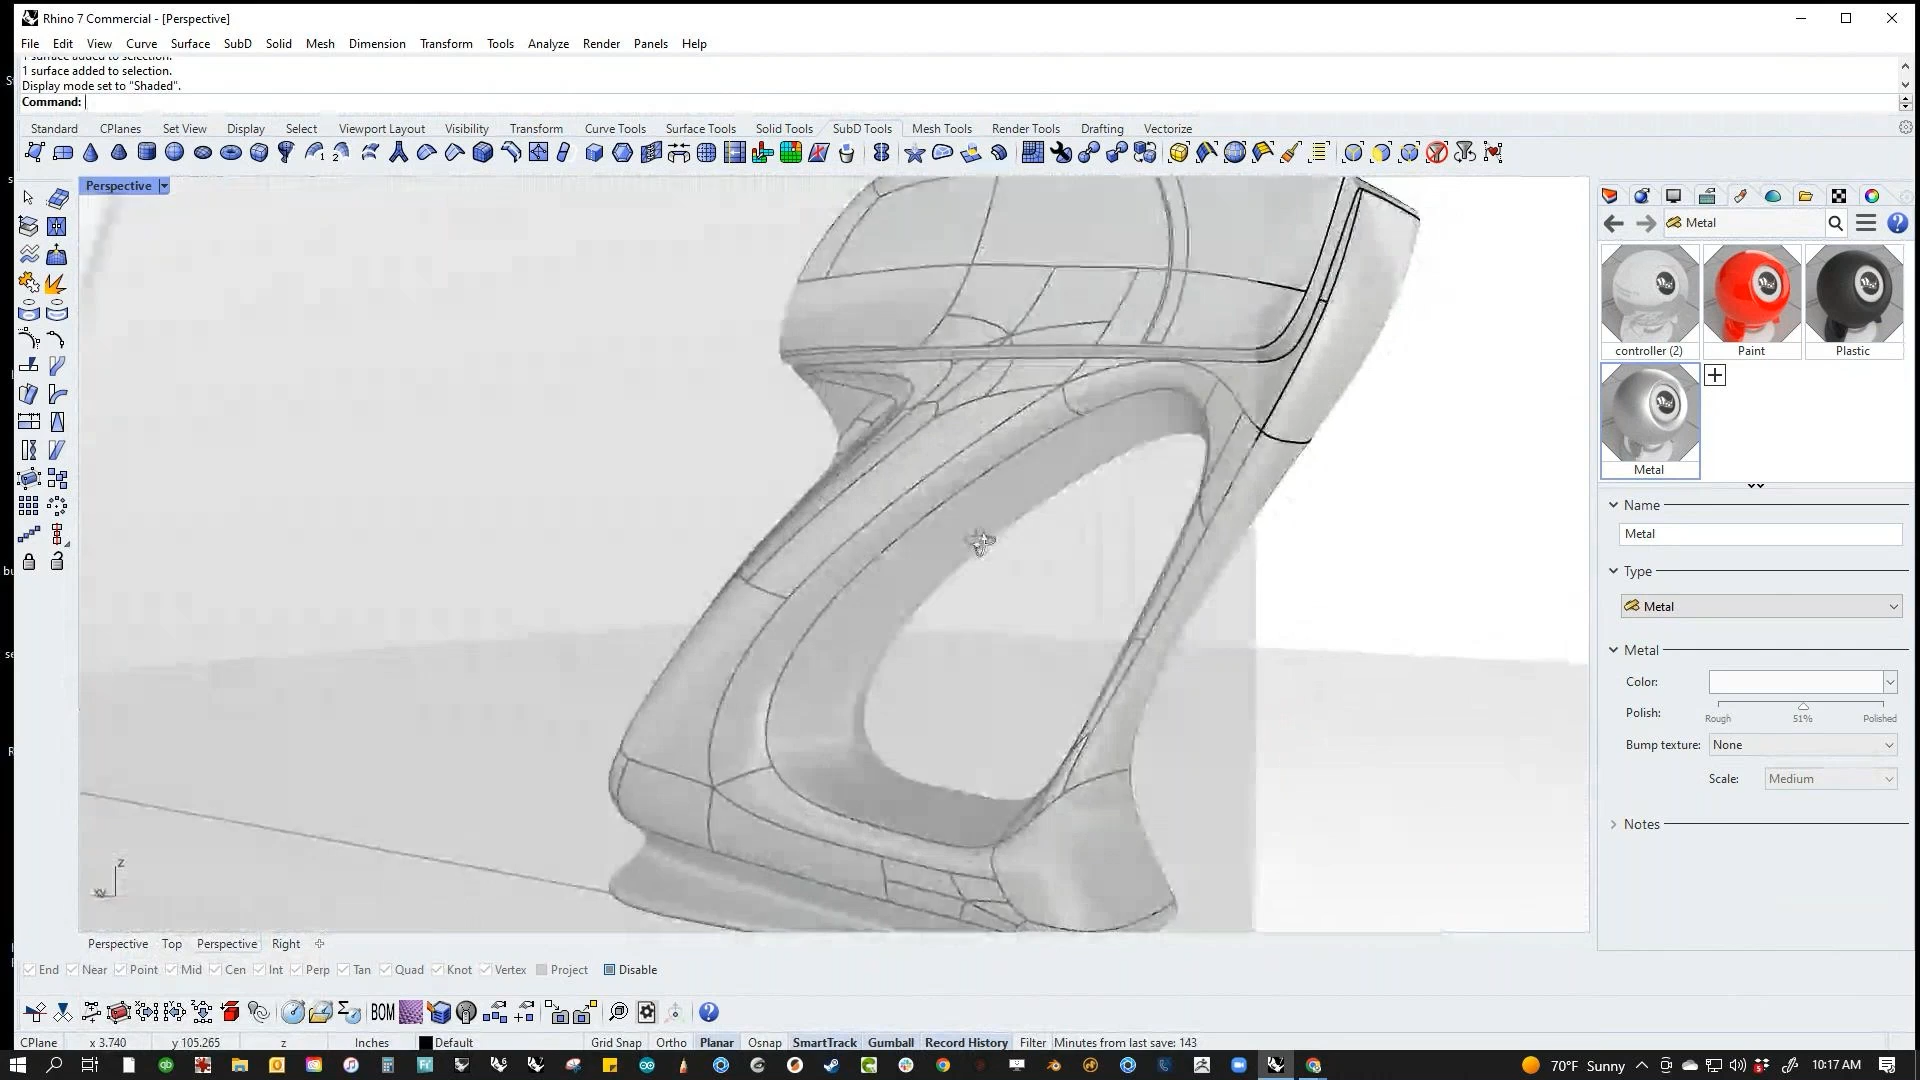 Rhino 7 Commercial - [Perspective]
File Edit View Curve Surface SubD Solid Mesh Dimension Transform Tools Analyze Render Panels Help
1 surface added to selection.
1 surface added to selection.
Display mode set to "Shaded".
Command:
Standard CPlanes Set View Display Select Viewport Layout Visibility Transform Curve Tools Surface Tools Solid Tools SubD Tools Mesh Tools Render Tools Drafting Vectorize
Perspective
Metal
controller (2) Paint Plastic
Metal
Name
Metal
Type
Metal
Metal
Color:
Polish:
Rough 51% Polished
Bump texture: None
Scale: Medium
Notes
z
Perspective Top Perspective Right
End Near Point Mid Cen Int Perp Tan Quad Knot Vertex Project Disable
BOM
CPlane x 3.740 y 105.265 z Inches Default Grid Snap Ortho Planar Osnap SmartTrack Gumball Record History Filter Minutes from last save: 143
70°F Sunny 10:17 AM